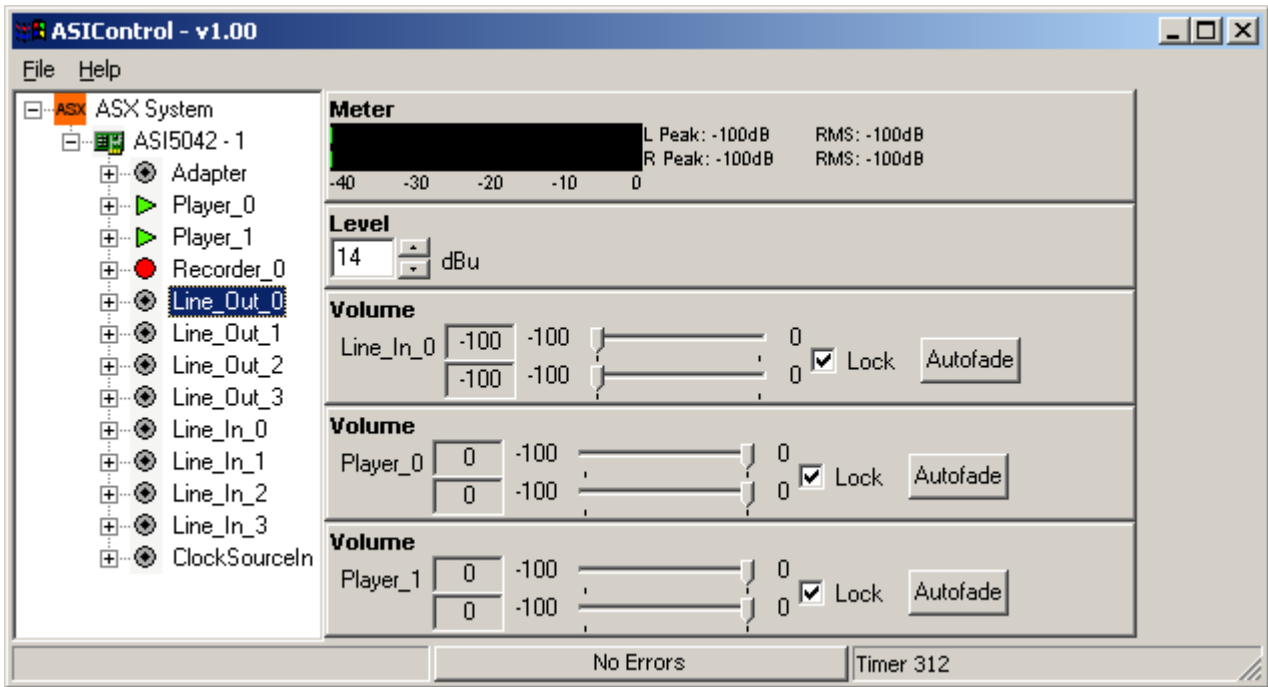 ASIControl - v1.00
File Help
ASX ASX System
ASI5042 - 1
Adapter
Player_0
Player_1
Recorder_0
Line_Out_0
Line_Out_1
Line_Out_2
Line_Out_3
Line_In_0
Line_In_1
Line_In_2
Line_In_3
ClockSourceIn
Meter
L Peak: -100dB RMS: -100dB
R Peak: -100dB RMS: -100dB
-40 -30 -20 -10 0
Level
14 dBu
Volume
Line_In_0 -100 -100 0
-100 -100 0
Lock Autofade
Volume
Player_0 0 -100 0
0 -100 0
Lock Autofade
Volume
Player_1 0 -100 0
0 -100 0
Lock Autofade
No Errors Timer 312